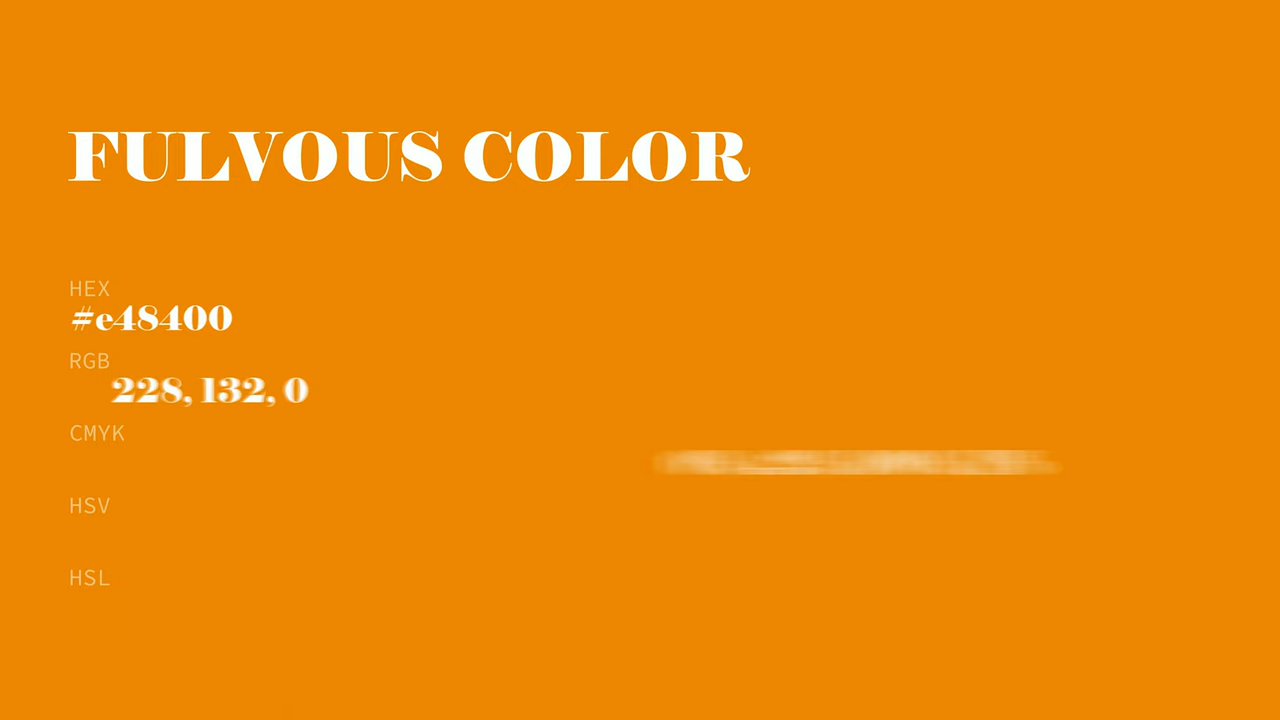 FULVOUS COLOR
HEX
#e48400
RGB
228, 132, 0
CMYK
HSV
HSL